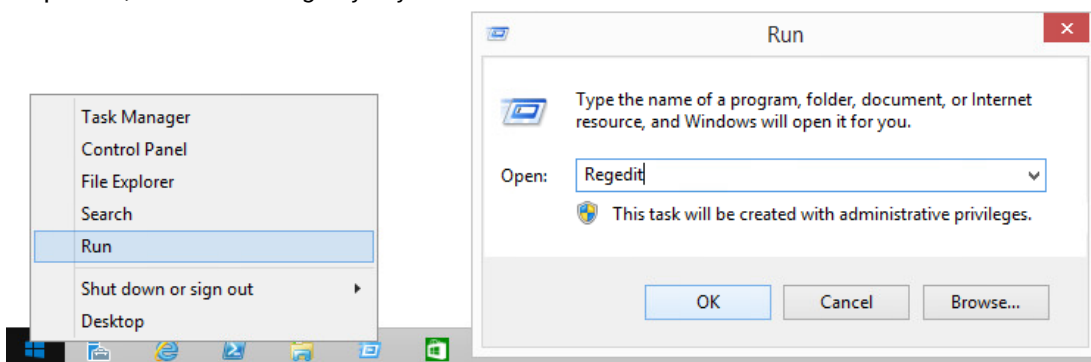 Run
Task Manager
Control Panel
File Explorer
Search
Run
Shut down or sign out
Desktop
Type the name of a program, folder, document, or Internet
resource, and Windows will open it for you.
Open: Regedit
This task will be created with administrative privileges.
OK Cancel Browse...